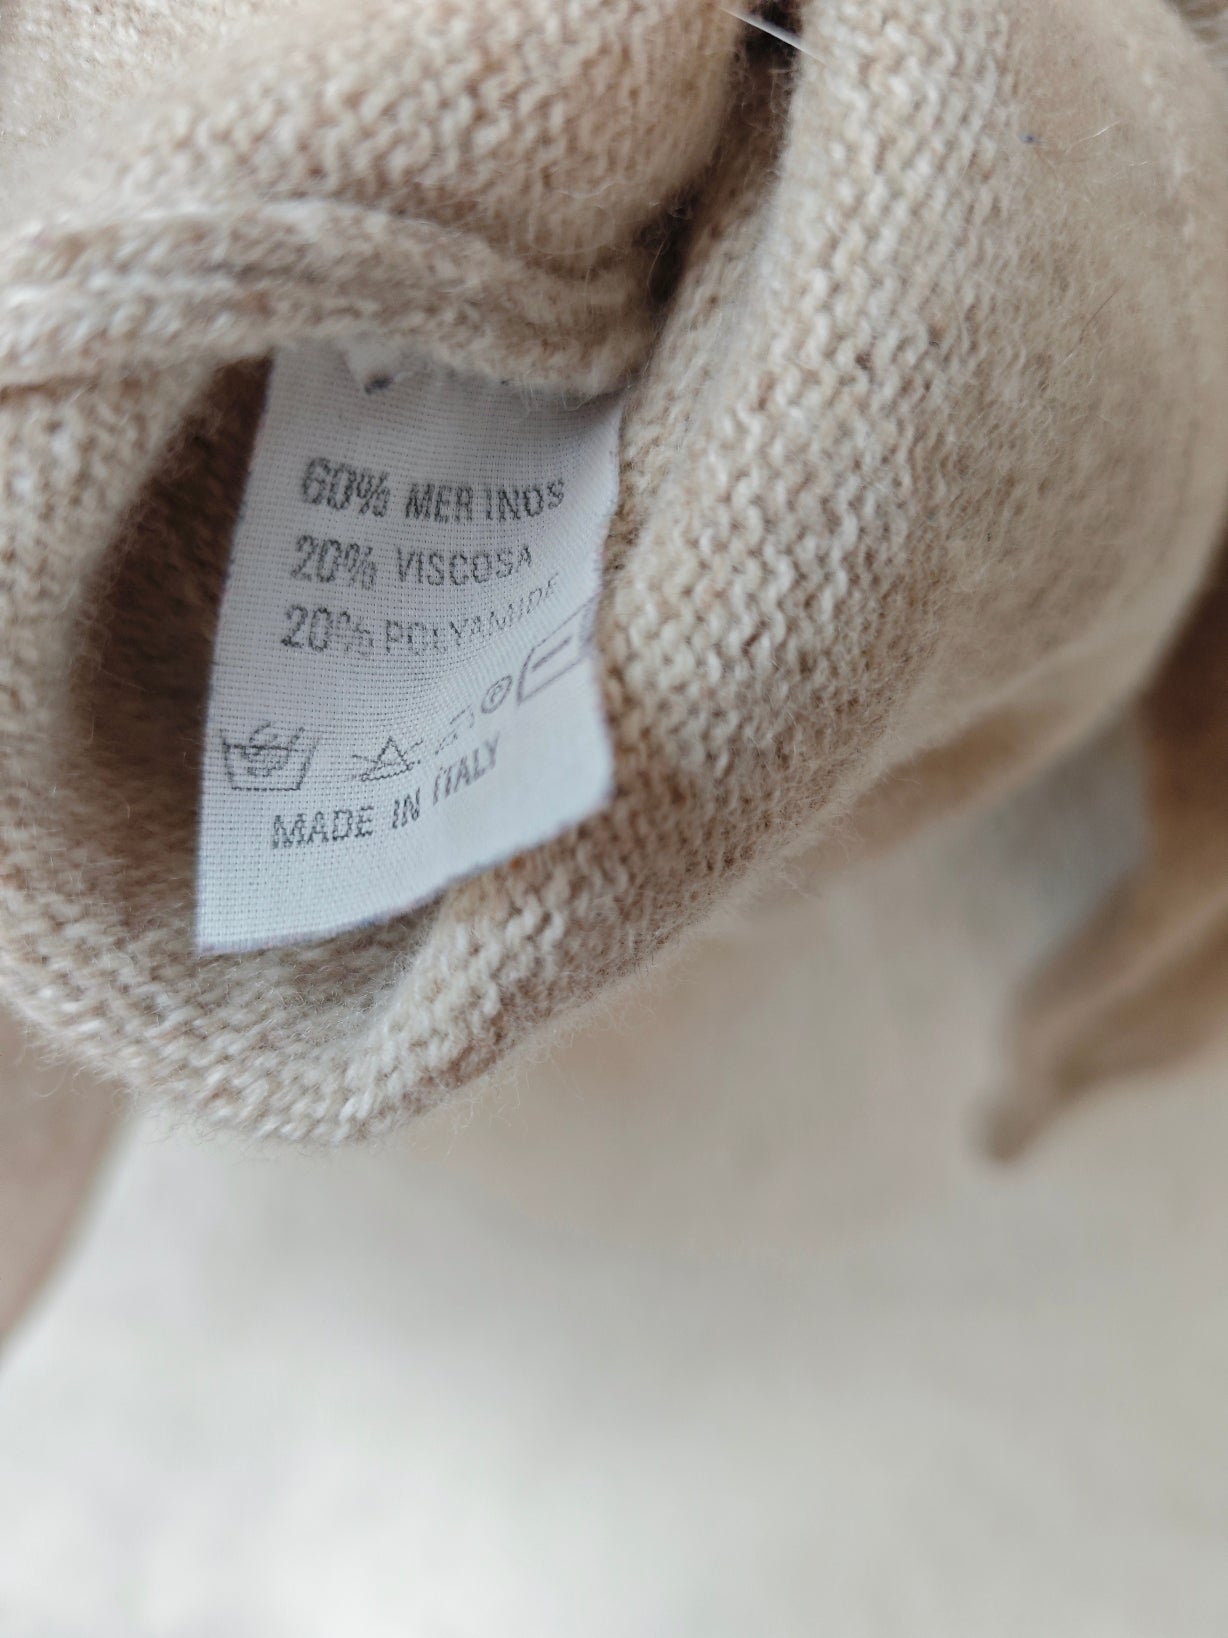 60% MERINOS
20% VISCOSA
20% POLYAMIDE
P
MADE IN ITALY